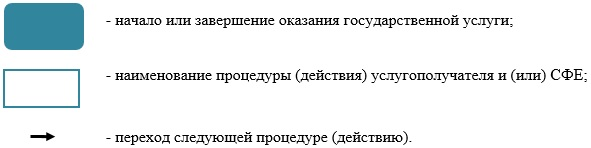 - начало или завершение оказания государственной услуги;
- наименование процедуры (действия) услугополучателя и (или) СФЕ;
- переход следующей процедуре (действию).